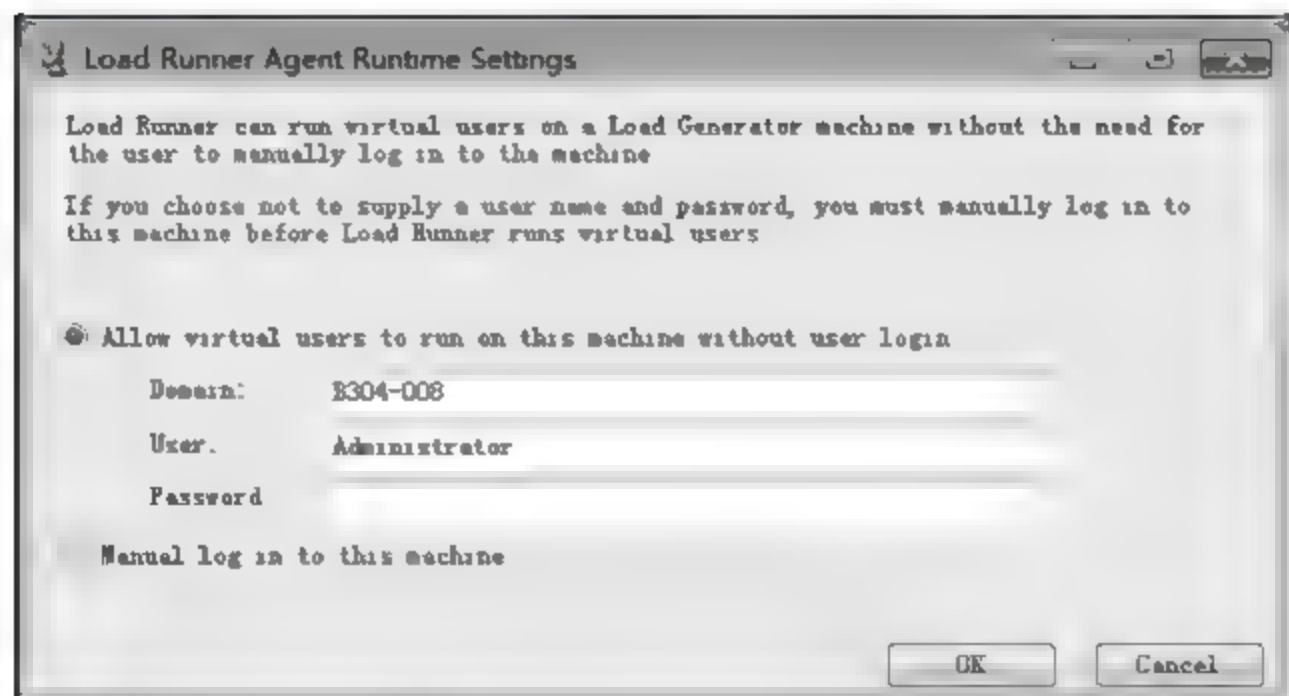 Load Runner Agent Runtime Settings
Load Runner can run virtual users on a Load Generator machine without the need for
the user to manually log in to the machine
If you choose not to supply a user name and password, you must manually log in to
this machine before Load Runner runs virtual users
Allow virtual users to run on this machine without user login
Domain: B304-008
User. Administrator
Password
Manual log in to this machine
OK Cancel